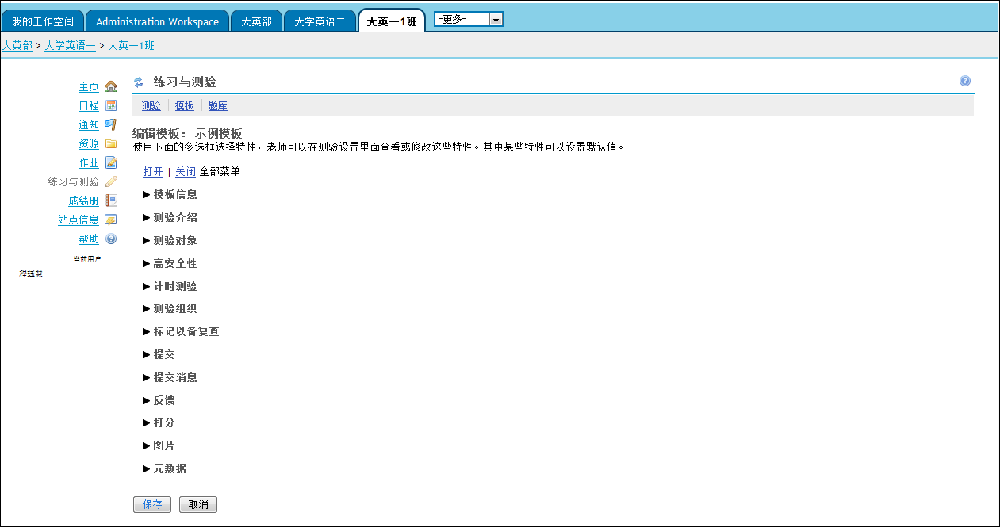 我的工作空间 Administration Workspace 大英部 大学英语二 大英一1班 -更多-
大英部 > 大学英语一 > 大英一1班
主页
日程
通知
资源
作业
练习与测验
成绩册
站点信息
帮助
当前用户
程珏慧
练习与测验
测验 模板 题库
编辑模板： 示例模板
使用下面的多选框选择特性，老师可以在测验设置里面查看或修改这些特性。其中某些特性可以设置默认值。
打开 | 关闭 全部菜单
▶ 模板信息
▶ 测验介绍
▶ 测验对象
▶ 高安全性
▶ 计时测验
▶ 测验组织
▶ 标记以备复查
▶ 提交
▶ 提交消息
▶ 反馈
▶ 打分
▶ 图片
▶ 元数据
保存 取消